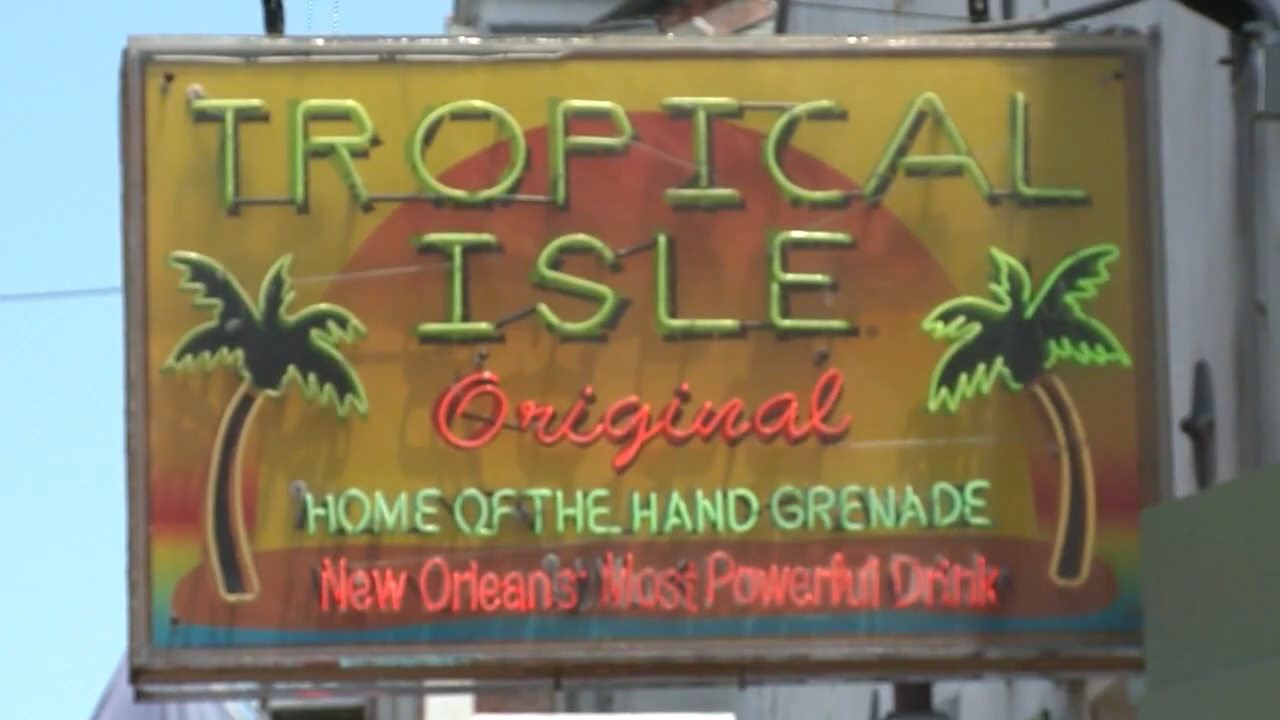 TROPICAL
ISLE
Original
HOME OF THE HAND GRENADE
New Orleans' Most Powerful Drink